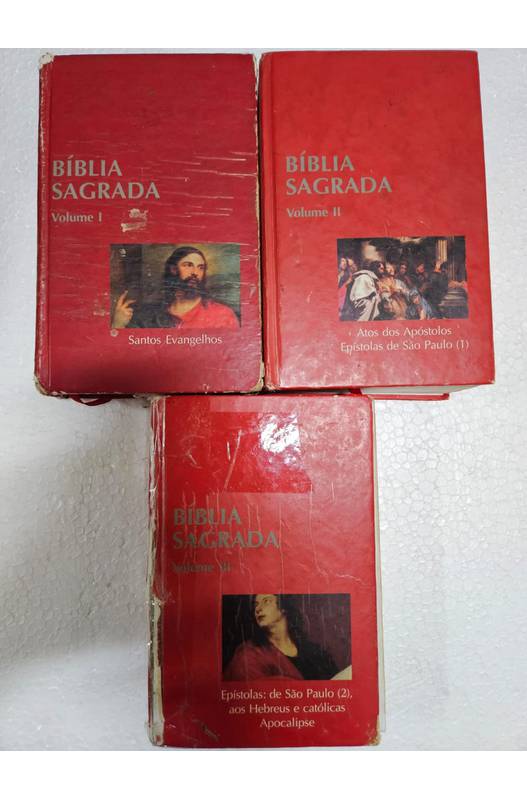 BÍBLIA
SAGRADA
Volume I
Santos Evangelhos
BÍBLIA
SAGRADA
Volume II
Atos dos Apóstolos
Epístolas de São Paulo (1)
BÍBLIA
SAGRADA
Volume III
Epístolas: de São Paulo (2),
aos Hebreus e católicas
Apocalipse